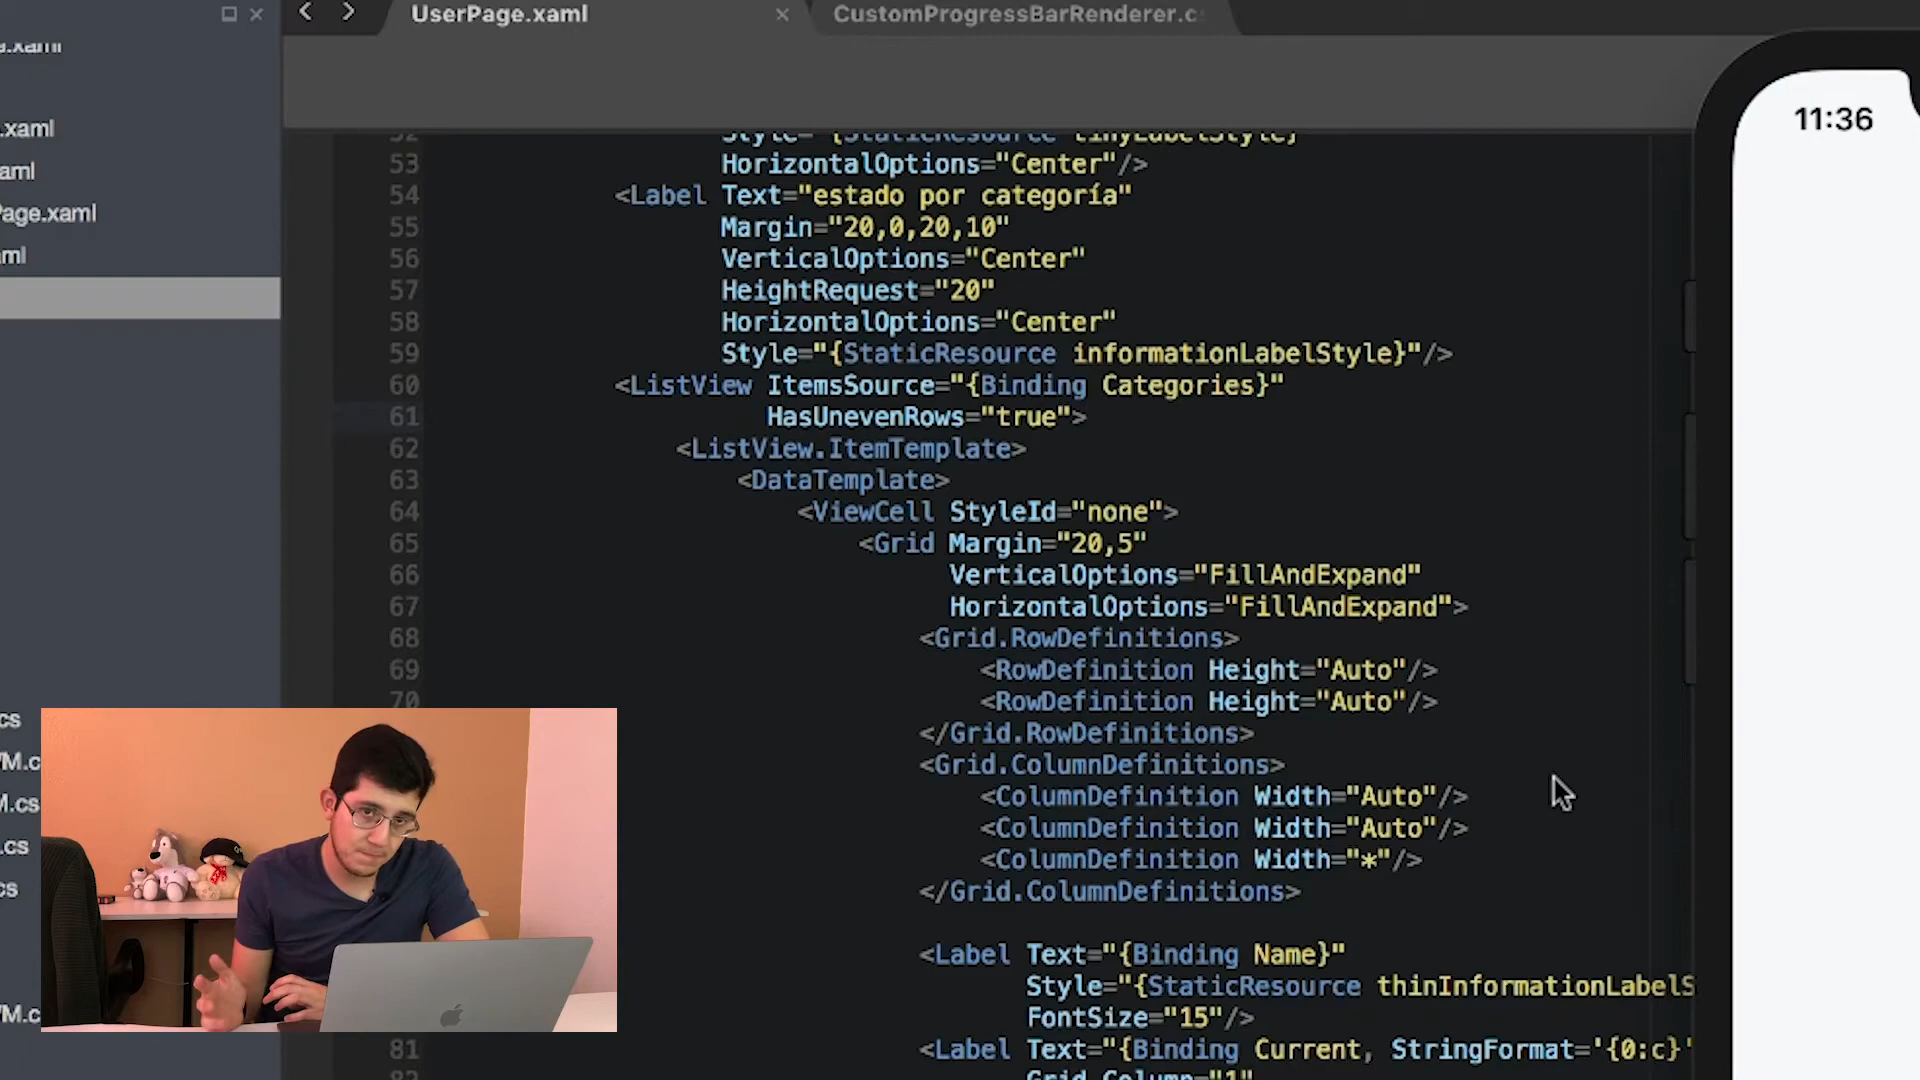 UserPage.xaml
CustomProgressBarRenderer.c
.xaml
aml
Page.xaml
ml
11:36
53 HorizontalOptions="Center"/>
54 <Label Text="estado por categoría"
55 Margin="20,0,20,10"
56 VerticalOptions="Center"
57 HeightRequest="20"
58 HorizontalOptions="Center"
59 Style="{StaticResource informationLabelStyle}"/>
60 <ListView ItemsSource="{Binding Categories}"
61 HasUnevenRows="true">
62 <ListView.ItemTemplate>
63 <DataTemplate>
64 <ViewCell StyleId="none">
65 <Grid Margin="20,5"
66 VerticalOptions="FillAndExpand"
67 HorizontalOptions="FillAndExpand">
68 <Grid.RowDefinitions>
69 <RowDefinition Height="Auto"/>
70 <RowDefinition Height="Auto"/>
</Grid.RowDefinitions>
<Grid.ColumnDefinitions>
<ColumnDefinition Width="Auto"/>
<ColumnDefinition Width="Auto"/>
<ColumnDefinition Width="*"/>
</Grid.ColumnDefinitions>
<Label Text="{Binding Name}"
Style="{StaticResource thinInformationLabelS
FontSize="15"/>
81 <Label Text="{Binding Current, StringFormat='{0:c}'
cs
M.cs
.cs
cs